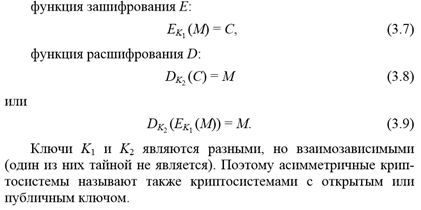 функция зашифрования E:
E_{K_1}(M) = C, (3.7)
функция расшифрования D:
D_{K_2}(C) = M (3.8)
или
D_{K_2}(E_{K_1}(M)) = M. (3.9)
Ключи K_1 и K_2 являются разными, но взаимозависимыми
(один из них тайной не является). Поэтому асимметричные крип-
тосистемы называют также криптосистемами с открытым или
публичным ключом.